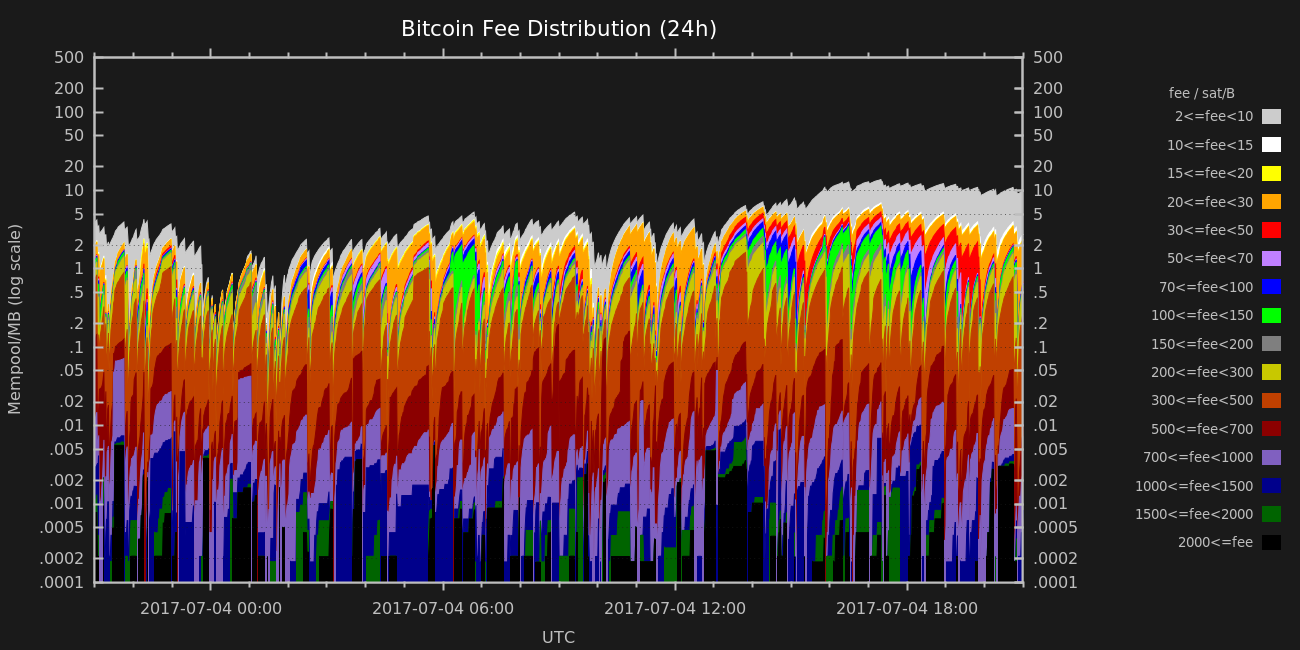 Bitcoin Fee Distribution (24h)
500
200
100
50
20
10
5
2
1
.5
.2
.1
.05
.02
.01
.005
.002
.001
.0005
.0002
.0001
Mempool/MB (log scale)
500
200
100
50
20
10
5
2
1
.5
.2
.1
.05
.02
.01
.005
.002
.001
.0005
.0002
.0001
fee / sat/B
2<=fee<10
10<=fee<15
15<=fee<20
20<=fee<30
30<=fee<50
50<=fee<70
70<=fee<100
100<=fee<150
150<=fee<200
200<=fee<300
300<=fee<500
500<=fee<700
700<=fee<1000
1000<=fee<1500
1500<=fee<2000
2000<=fee
2017-07-04 00:00 2017-07-04 06:00 2017-07-04 12:00 2017-07-04 18:00
UTC